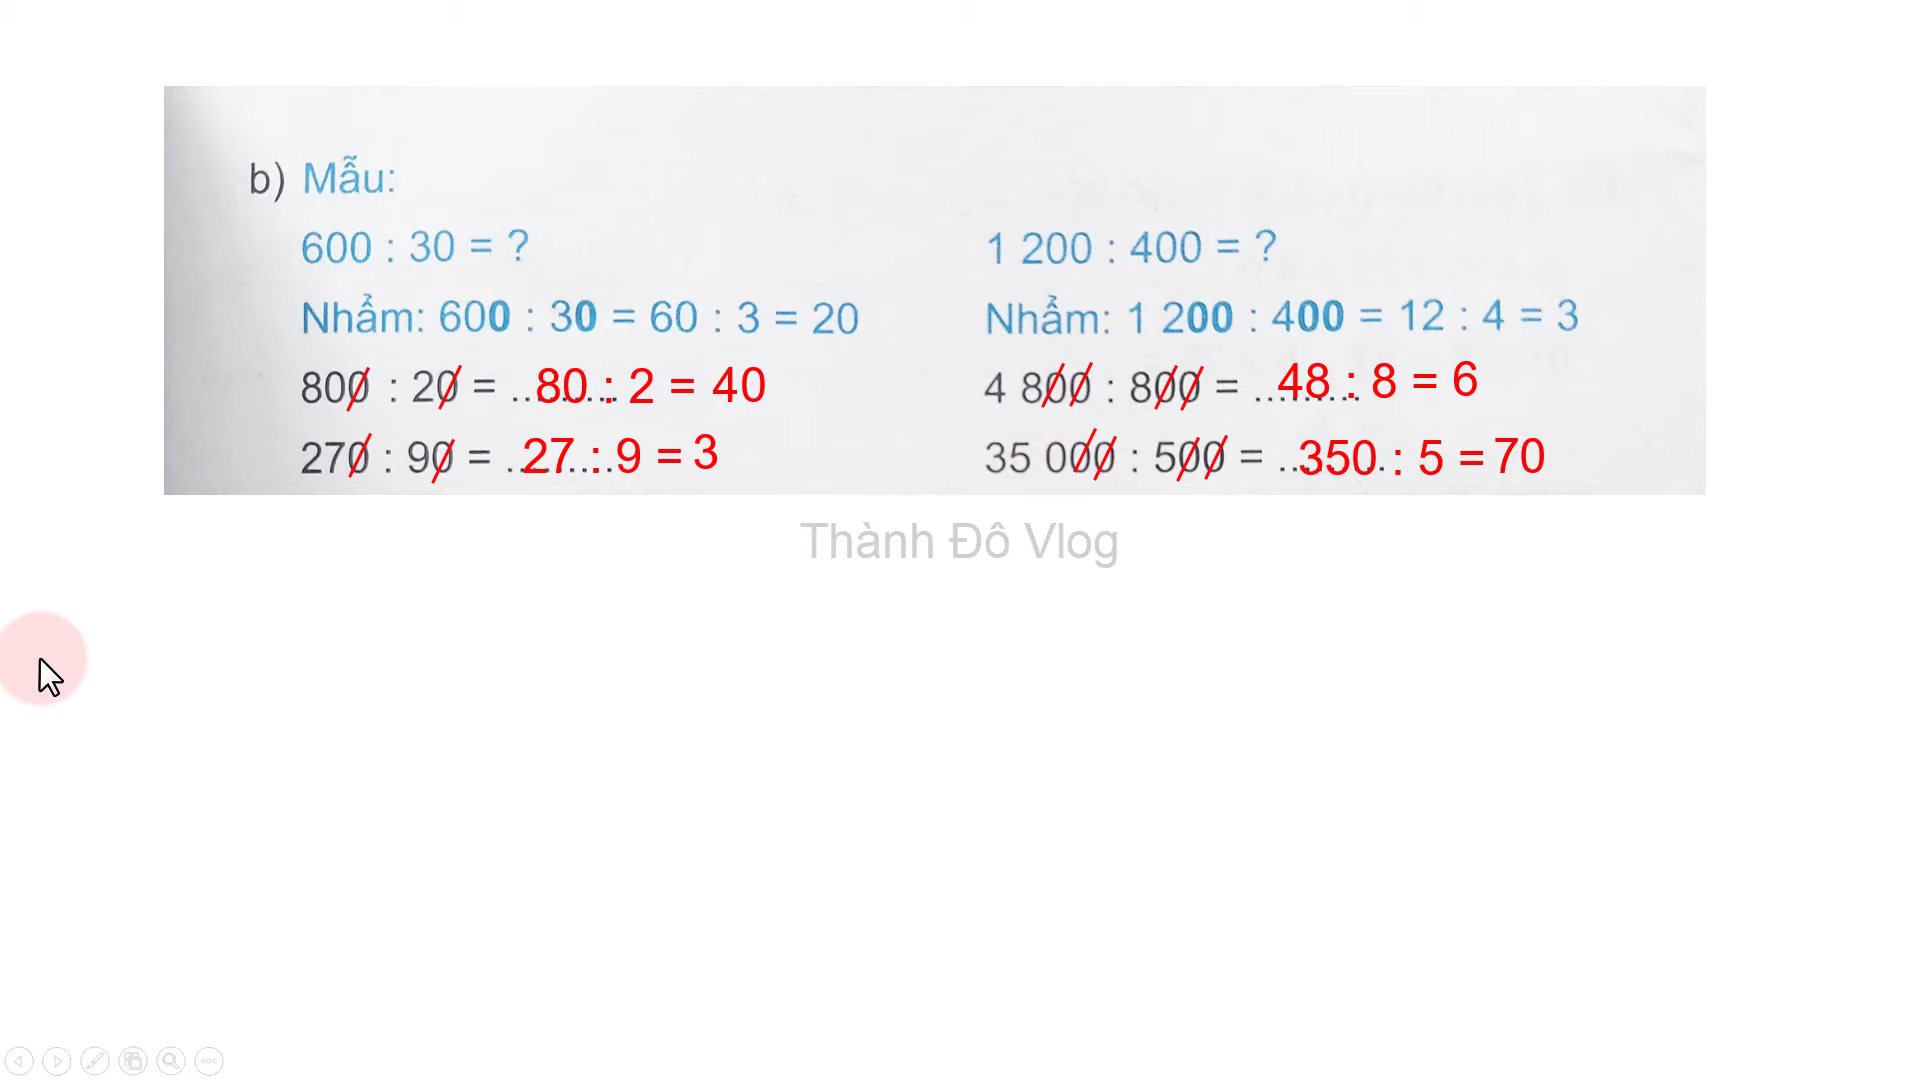 b) Mẫu:
600 : 30 = ?
Nhẩm: 600 : 30 = 60 : 3 = 20
800 : 20 = ......... 80 : 2 = 40
270 : 90 = ......... 27 : 9 = 3
1 200 : 400 = ?
Nhẩm: 1 200 : 400 = 12 : 4 = 3
4 800 : 800 = ......... 48 : 8 = 6
35 000 : 500 = ......... 350 : 5 = 70
Thành Đô Vlog